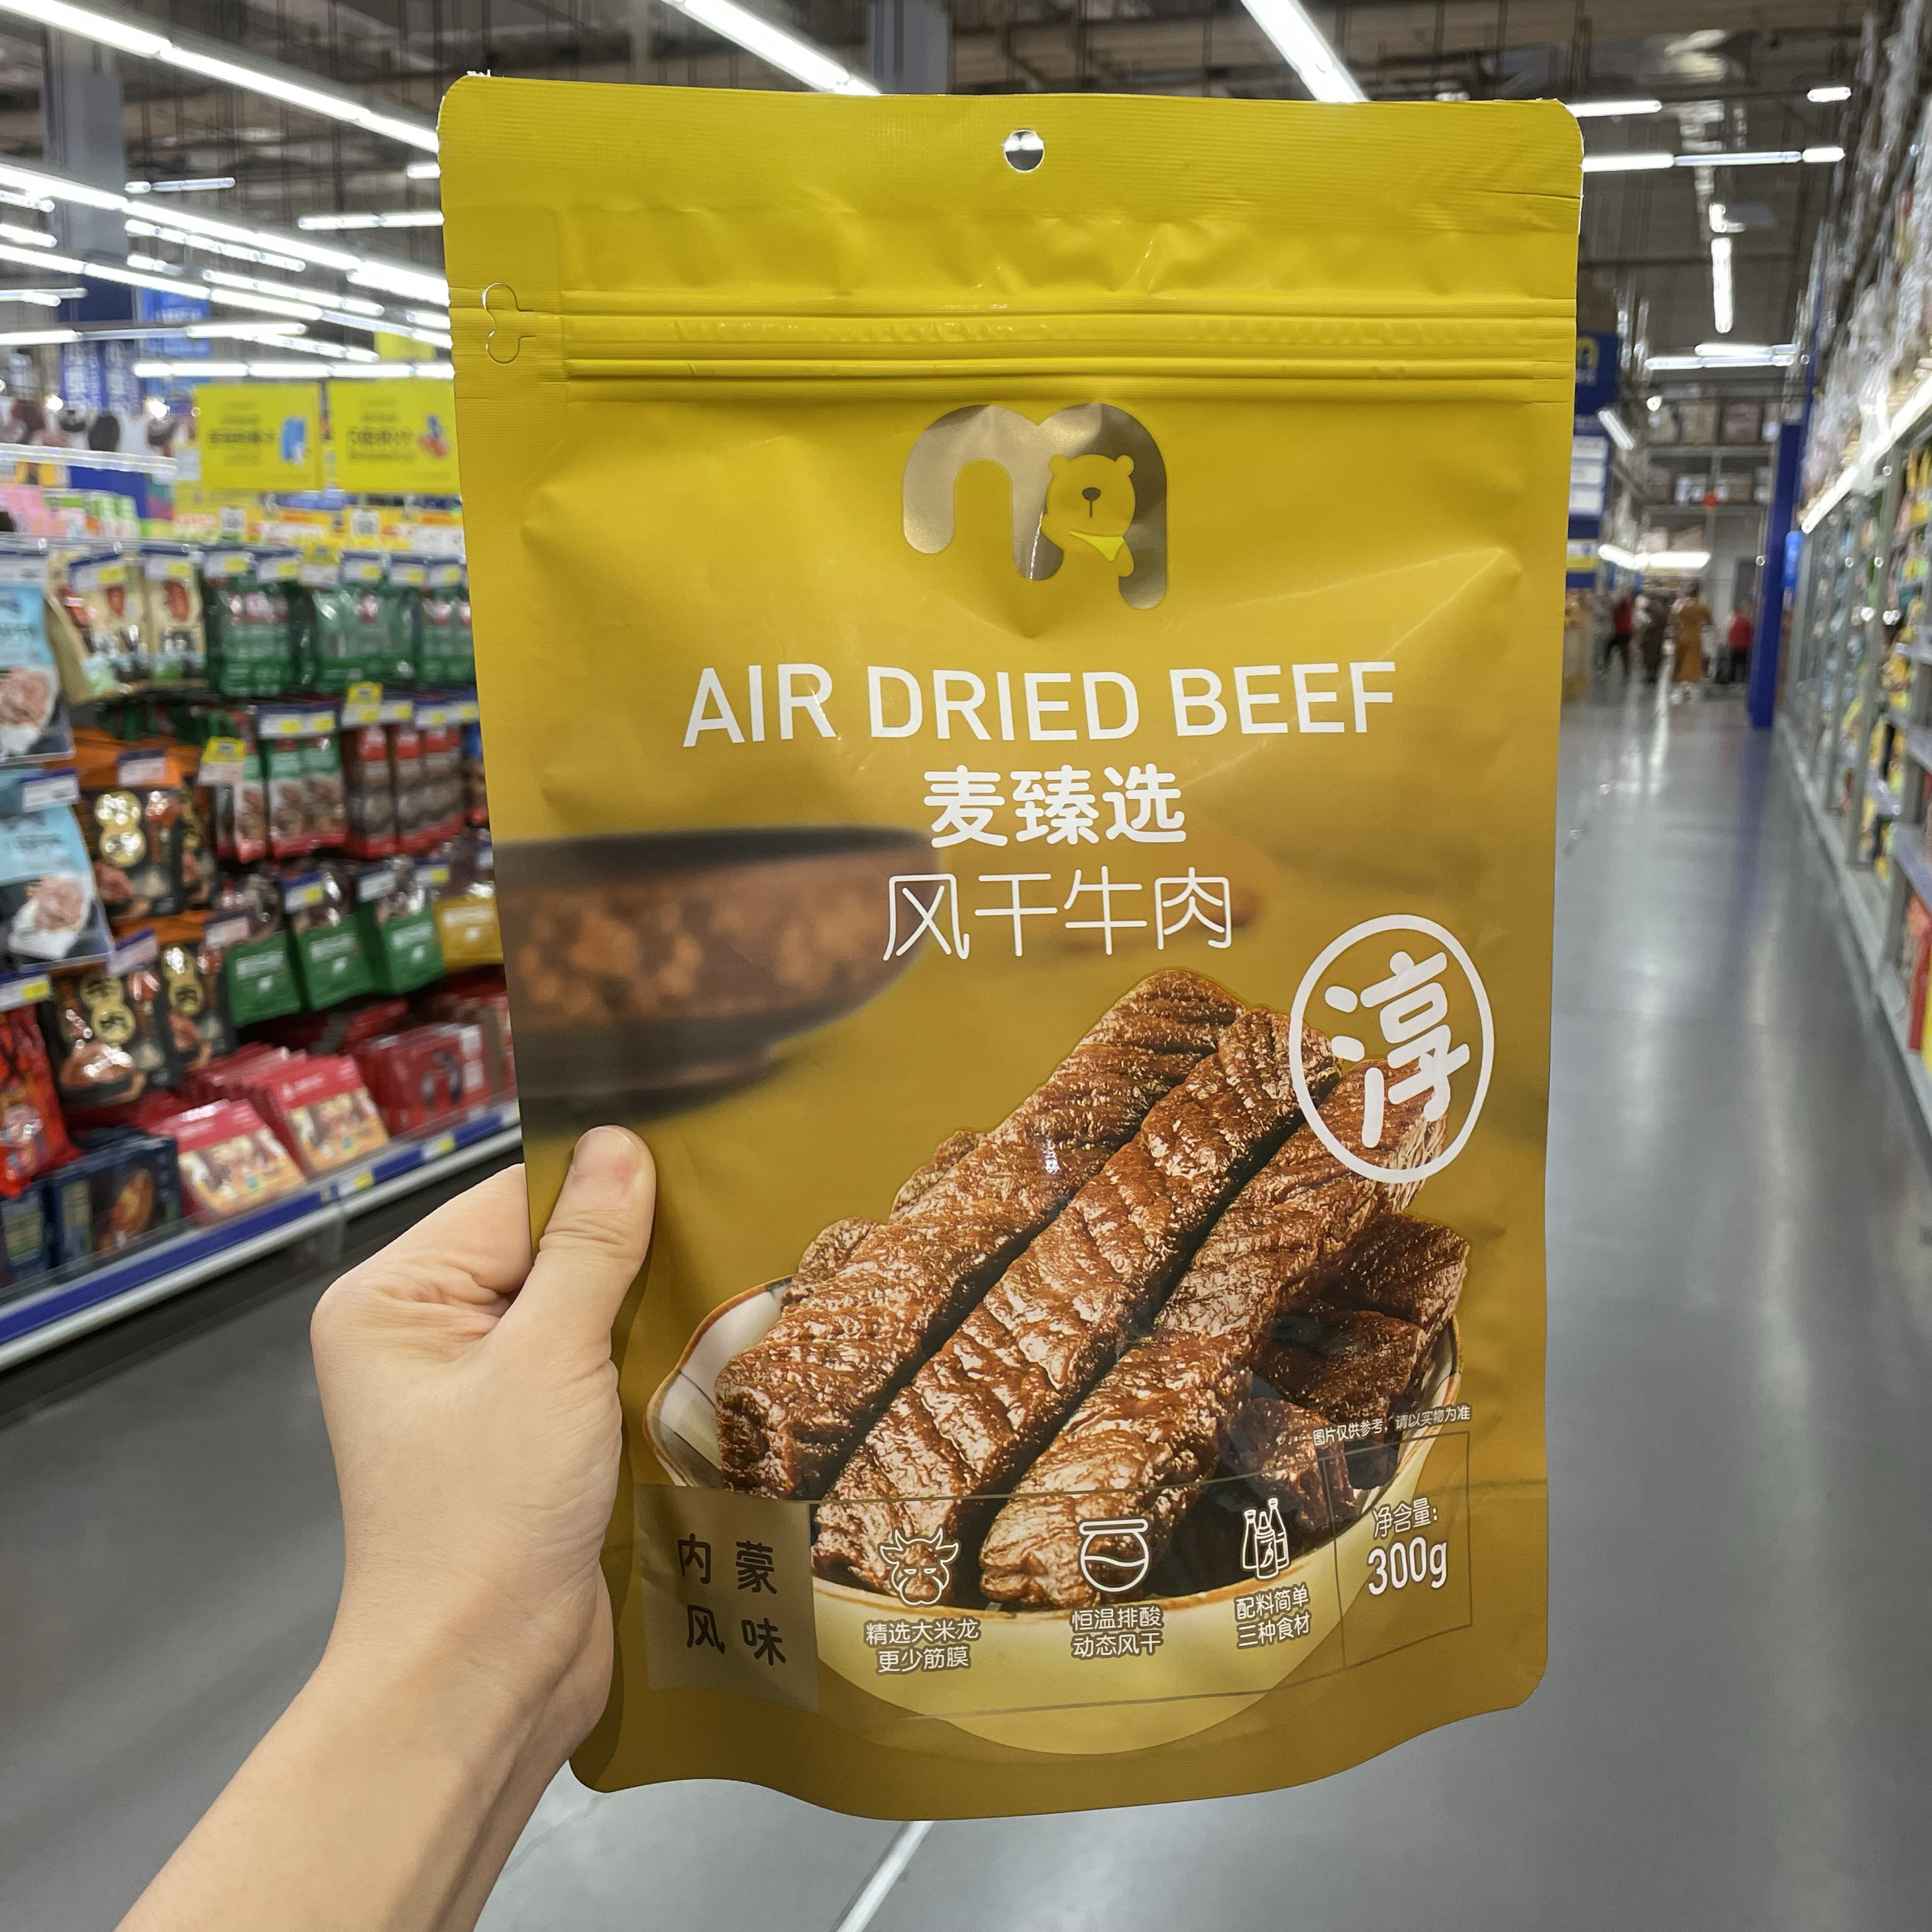 AIR DRIED BEEF
麦臻选
风干牛肉
淳
图片仅供参考，请以实物为准
内蒙
风味
精选大米龙
更少筋膜
恒温排酸
动态风干
配料简单
三种食材
净含量:
300g